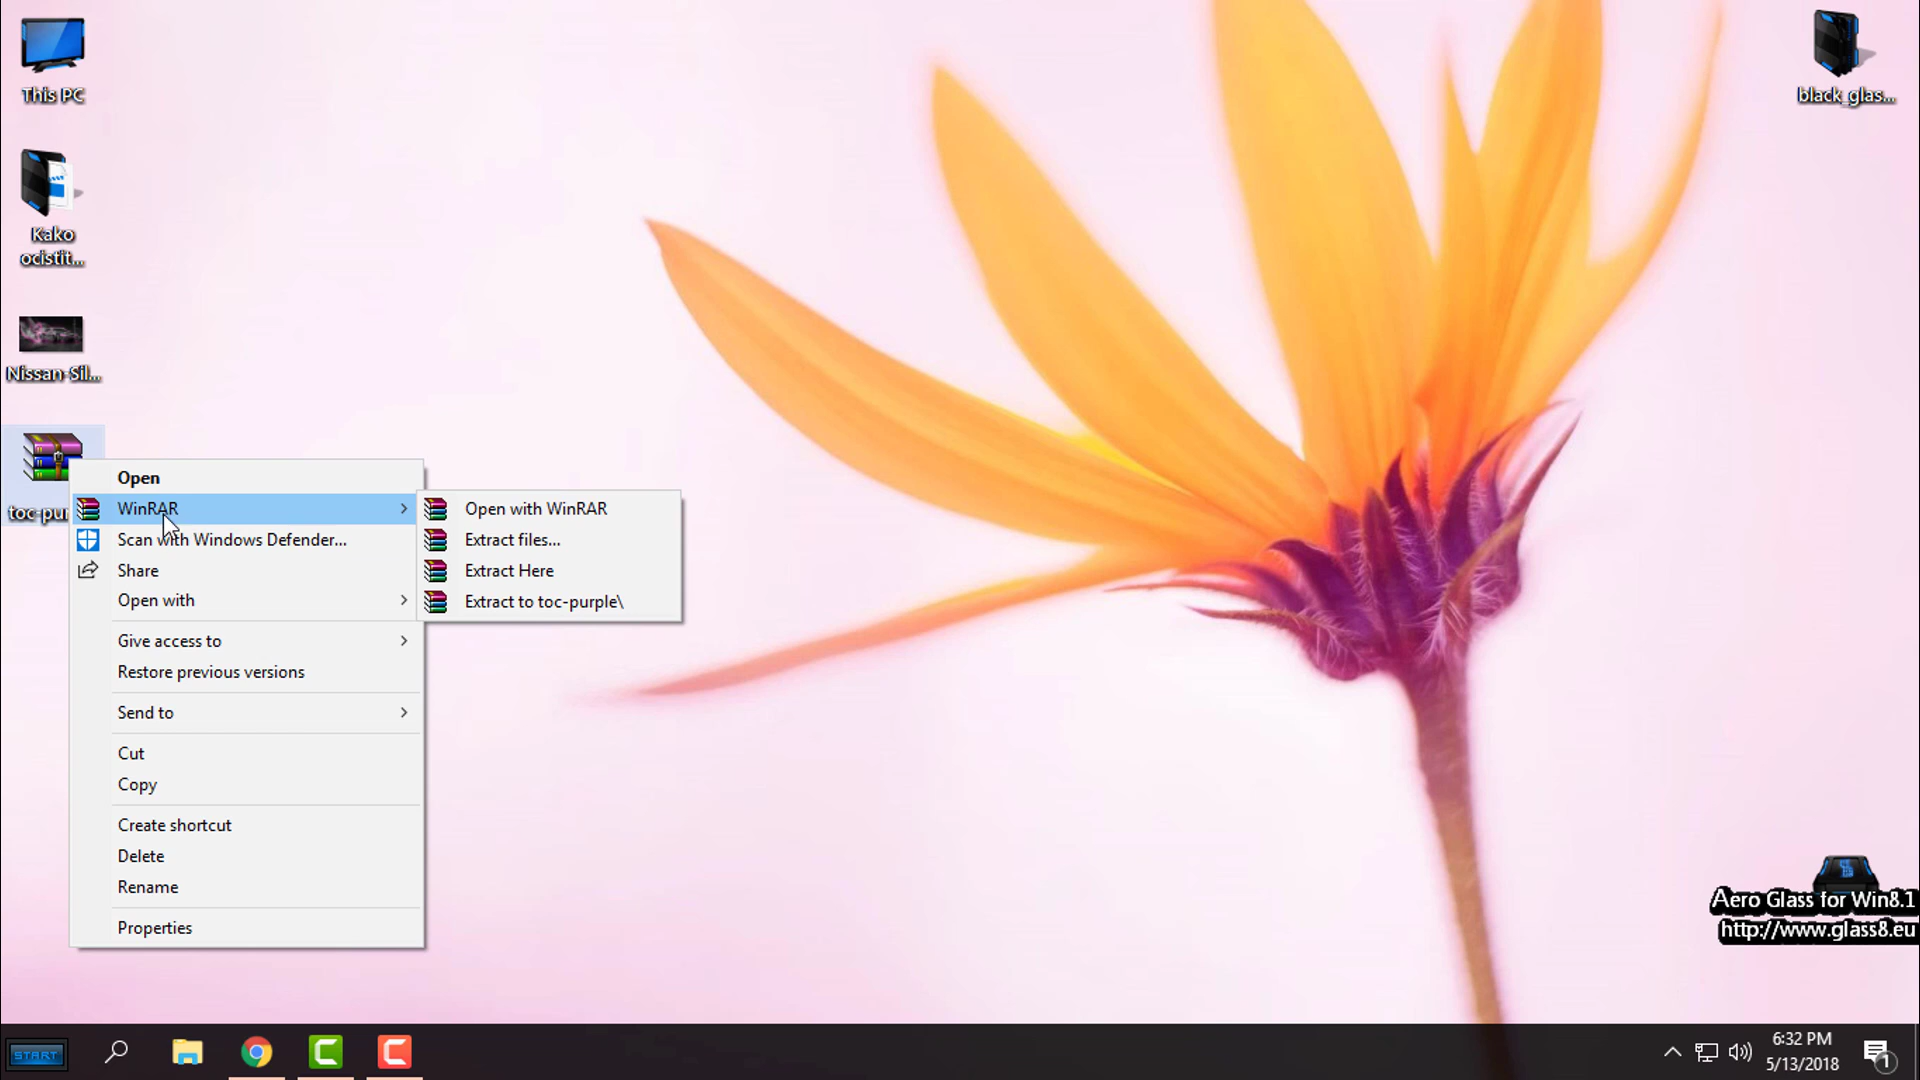 This PC
Kako
ocistit...
Nissan-Sil...
toc-pur
black_glas...
Open
WinRAR
Scan with Windows Defender...
Share
Open with
Give access to
Restore previous versions
Send to
Cut
Copy
Create shortcut
Delete
Rename
Properties
Open with WinRAR
Extract files...
Extract Here
Extract to toc-purple\
Aero Glass for Win8.1
http://www.glass8.eu
START
6:32 PM
5/13/2018
1